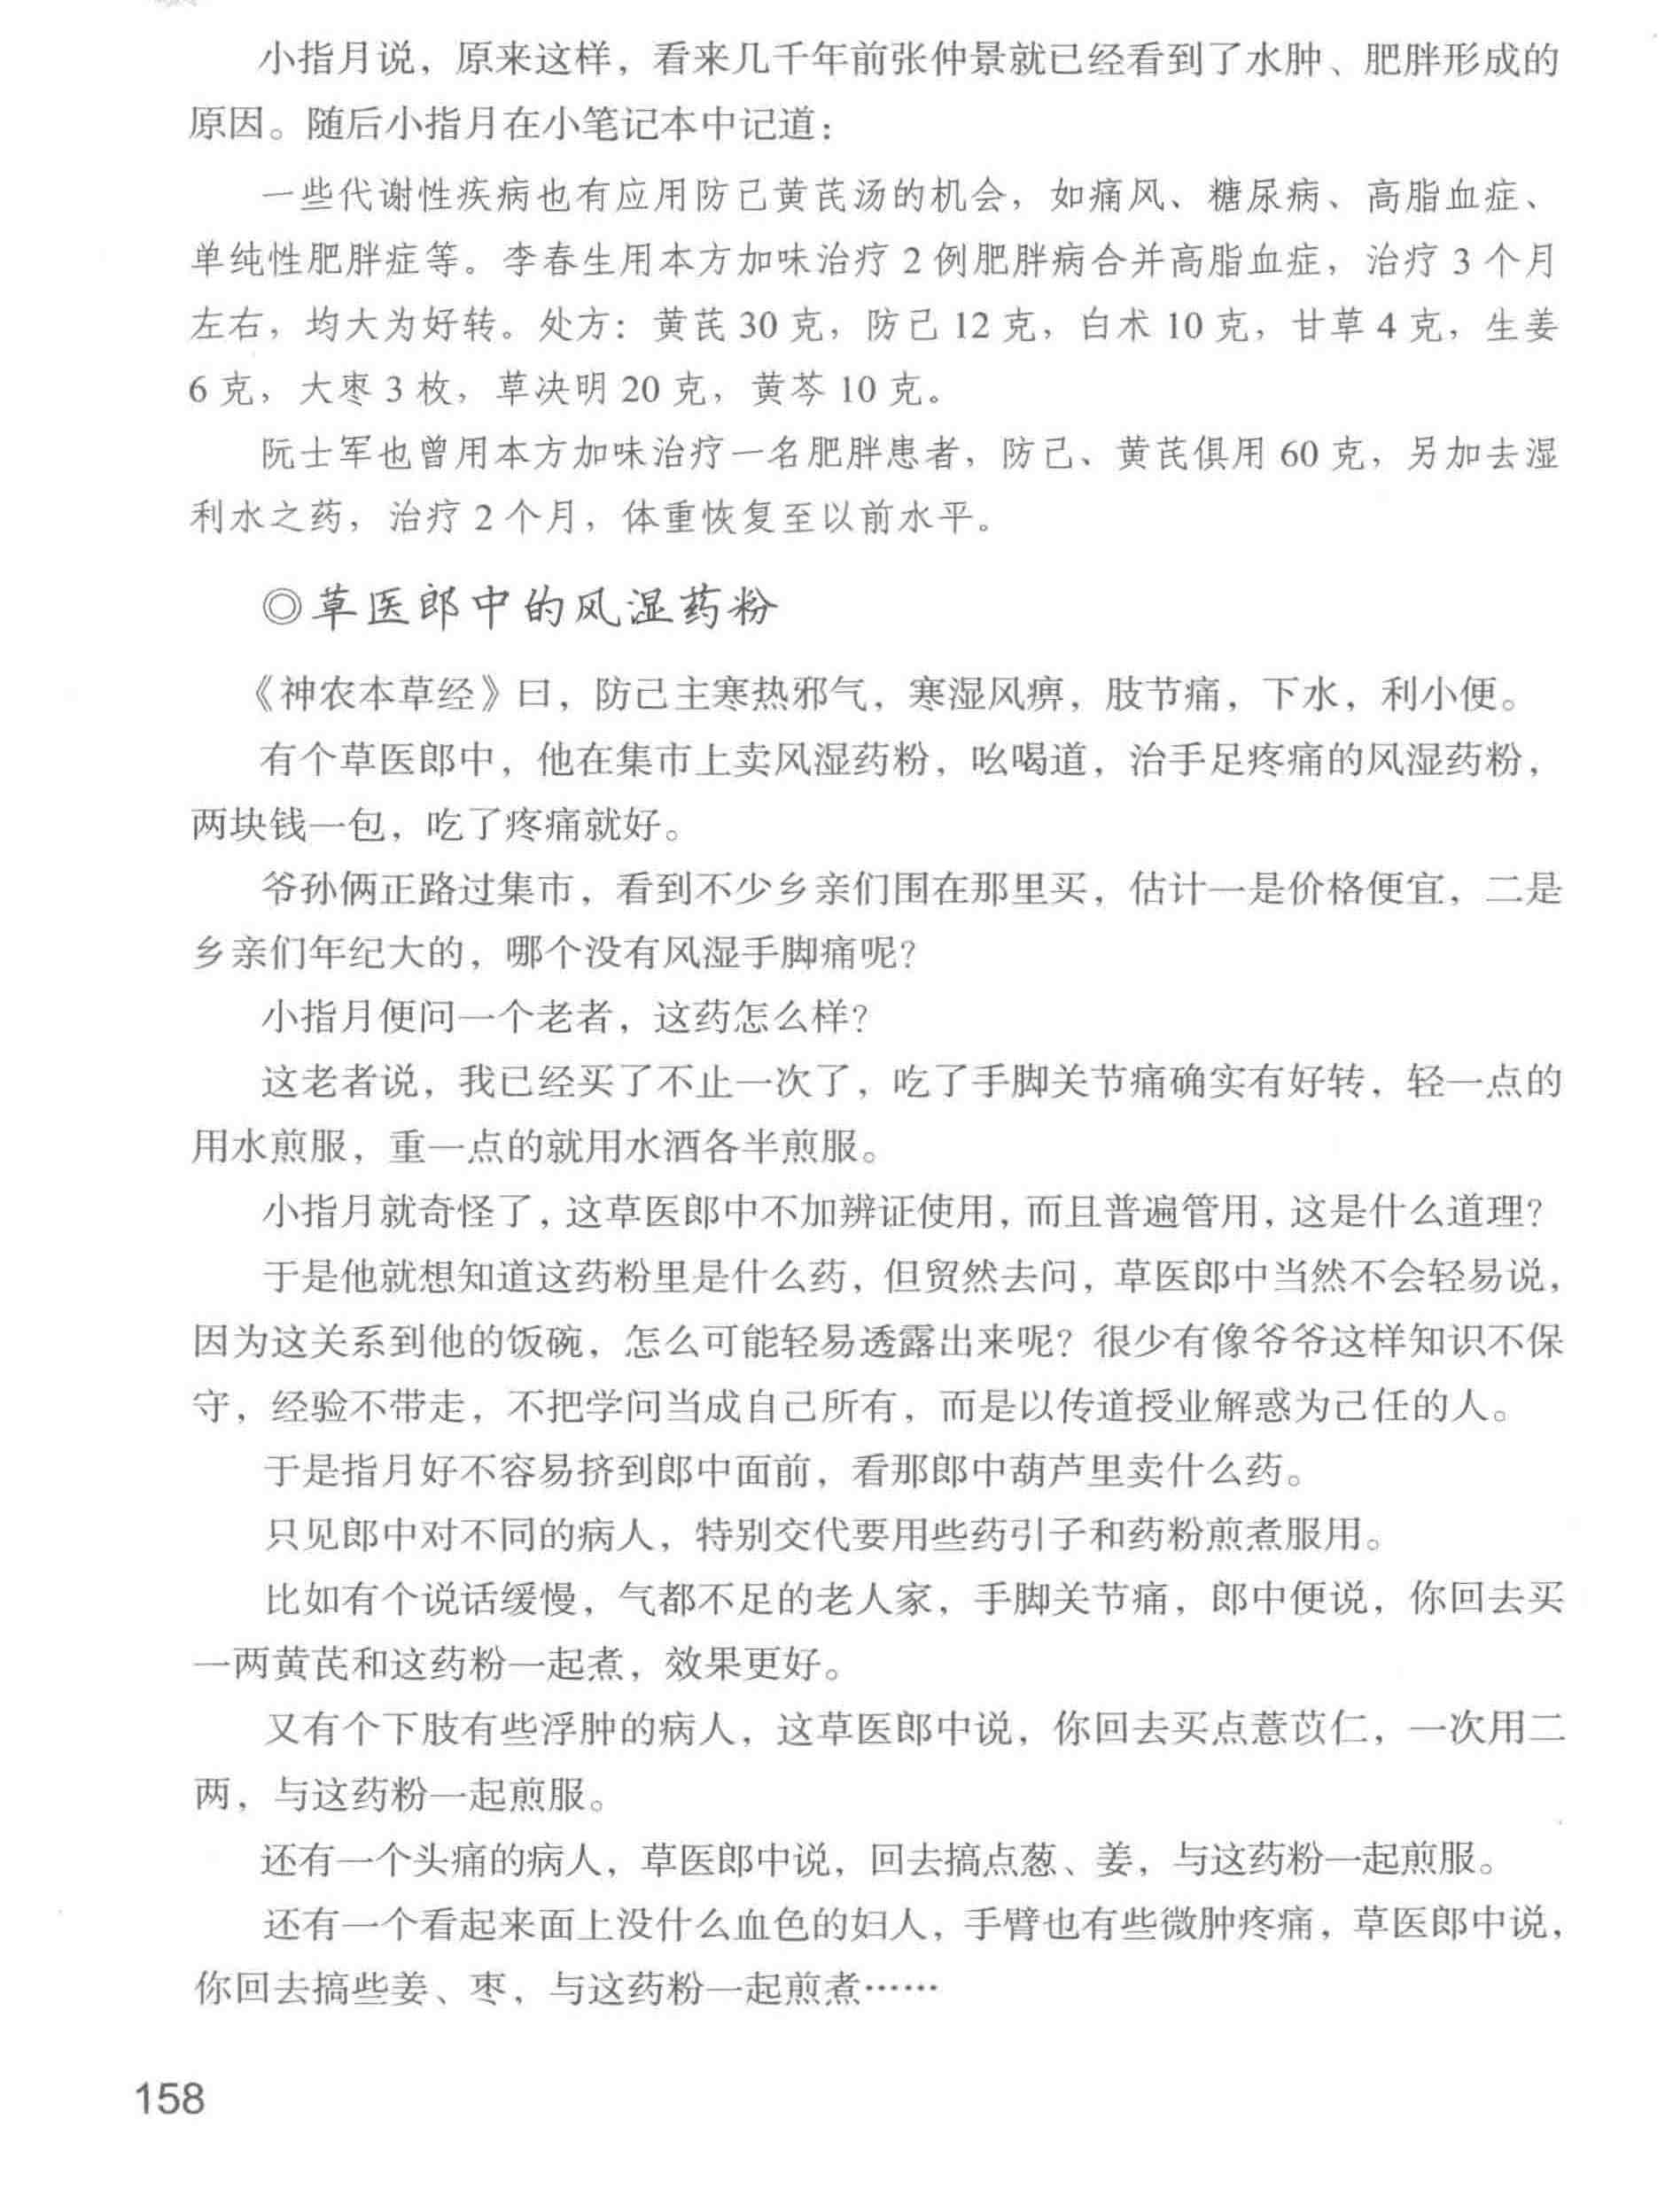 小指月说，原来这样，看来几千年前张仲景就已经看到了水肿、肥胖形成的
原因。随后小指月在小笔记本中记道：
一些代谢性疾病也有应用防己黄芪汤的机会，如痛风、糖尿病、高脂血症、
单纯性肥胖症等。李春生用本方加味治疗 2 例肥胖病合并高脂血症，治疗 3 个月
左右，均大为好转。处方：黄芪 30 克，防己 12 克，白术 10 克，甘草 4 克，生姜
6 克，大枣 3 枚，草决明 20 克，黄芩 10 克。
阮士军也曾用本方加味治疗一名肥胖患者，防己、黄芪俱用 60 克，另加去湿
利水之药，治疗 2 个月，体重恢复至以前水平。
◎草医郎中的风湿药粉
《神农本草经》曰，防己主寒热邪气，寒湿风痹，肢节痛，下水，利小便。
有个草医郎中，他在集市上卖风湿药粉，吆喝道，治手足疼痛的风湿药粉，
两块钱一包，吃了疼痛就好。
爷孙俩正路过集市，看到不少乡亲们围在那里买，估计一是价格便宜，二是
乡亲们年纪大的，哪个没有风湿手脚痛呢？
小指月便问一个老者，这药怎么样？
这老者说，我已经买了不止一次了，吃了手脚关节痛确实有好转，轻一点的
用水煎服，重一点的就用水酒各半煎服。
小指月就奇怪了，这草医郎中不加辨证使用，而且普遍管用，这是什么道理？
于是他就想知道这药粉里是什么药，但贸然去问，草医郎中当然不会轻易说，
因为这关系到他的饭碗，怎么可能轻易透露出来呢？很少有像爷爷这样知识不保
守，经验不带走，不把学问当成自己所有，而是以传道授业解惑为己任的人。
于是指月好不容易挤到郎中面前，看那郎中葫芦里卖什么药。
只见郎中对不同的病人，特别交代要用些药引子和药粉煎煮服用。
比如有个说话缓慢，气都不足的老人家，手脚关节痛，郎中便说，你回去买
一两黄芪和这药粉一起煮，效果更好。
又有个下肢有些浮肿的病人，这草医郎中说，你回去买点薏苡仁，一次用二
两，与这药粉一起煎服。
还有一个头痛的病人，草医郎中说，回去搞点葱、姜，与这药粉一起煎服。
还有一个看起来面上没什么血色的妇人，手臂也有些微肿疼痛，草医郎中说，
你回去搞些姜、枣，与这药粉一起煎煮……
158